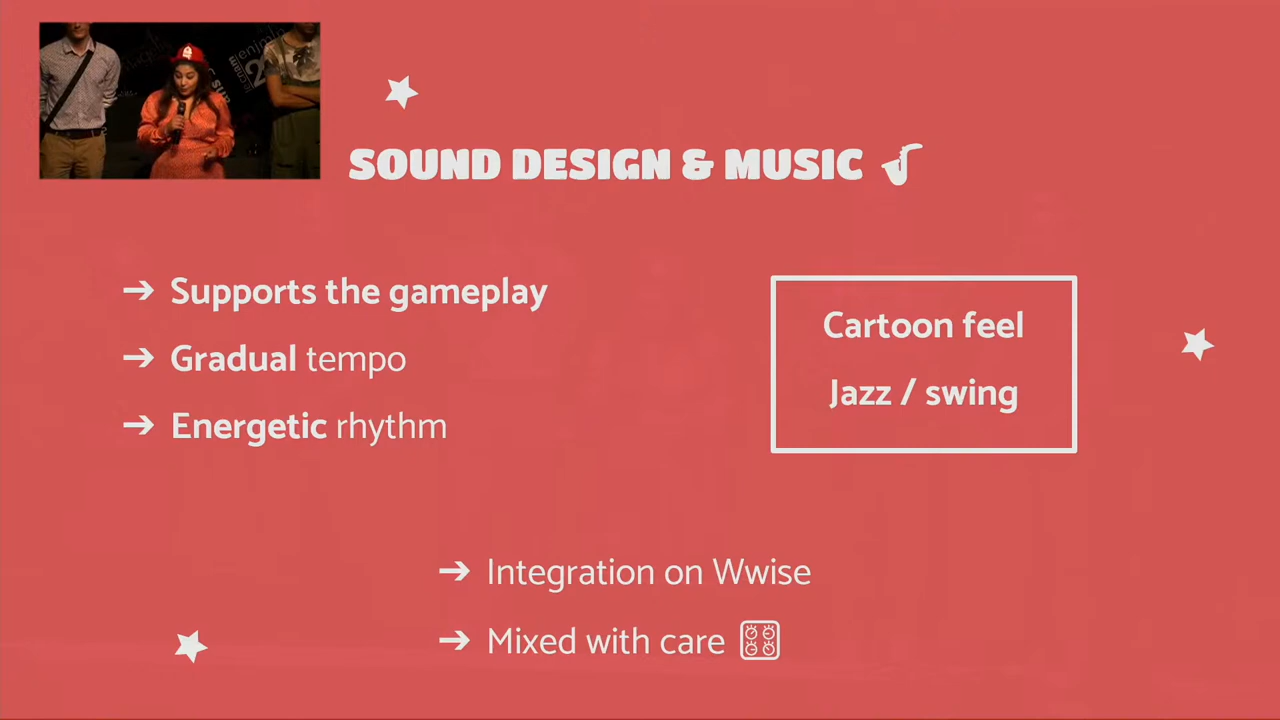 SOUND DESIGN & MUSIC
➔ Supports the gameplay
➔ Gradual tempo
➔ Energetic rhythm
Cartoon feel
Jazz / swing
➔ Integration on Wwise
➔ Mixed with care
enjmin